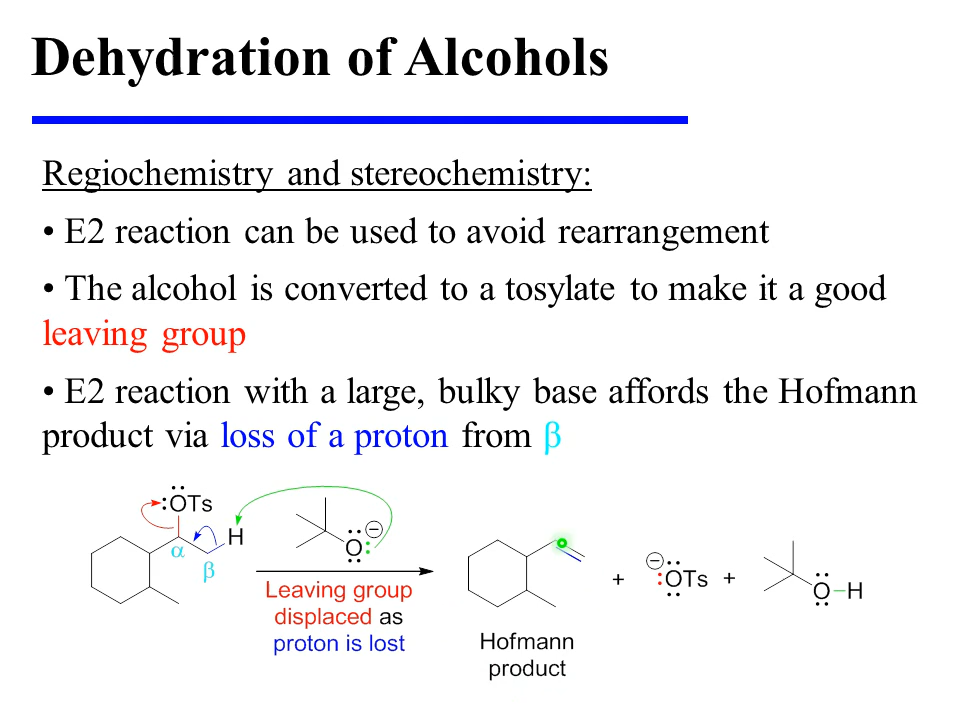 Dehydration of Alcohols
Regiochemistry and stereochemistry:
• E2 reaction can be used to avoid rearrangement
• The alcohol is converted to a tosylate to make it a good
leaving group
• E2 reaction with a large, bulky base affords the Hofmann
product via loss of a proton from β
OTs
H
α
β
O
−
Leaving group
displaced as
proton is lost
Hofmann
product
+
−
OTs
+
O H